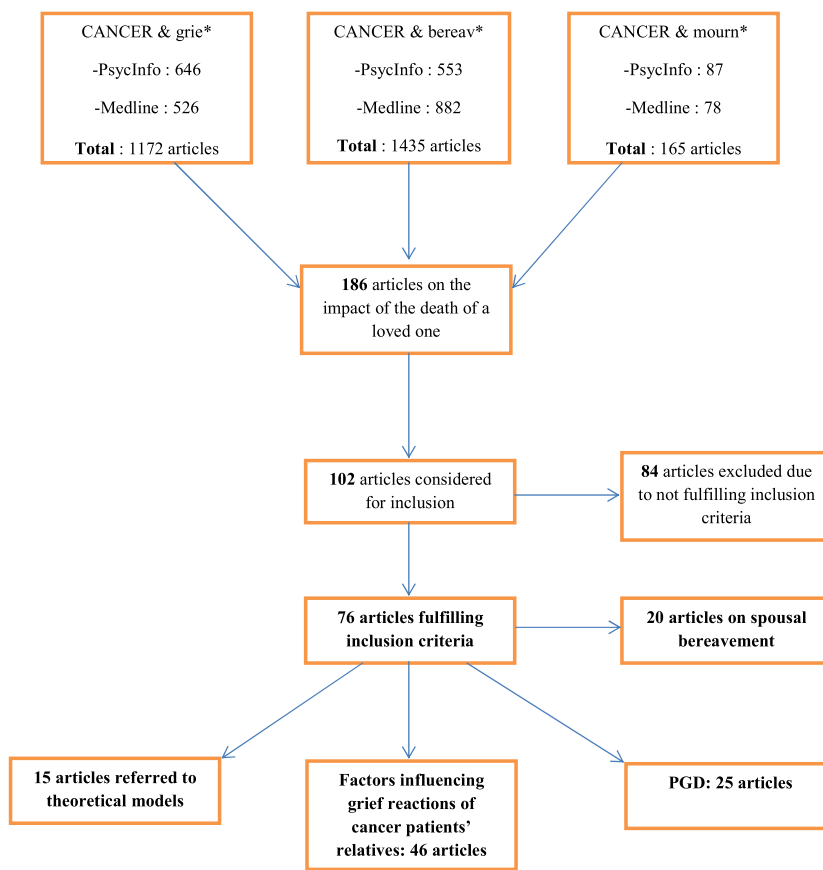 CANCER & grie*
-PsycInfo : 646
-Medline : 526
Total : 1172 articles
CANCER & bereav*
-PsycInfo : 553
-Medline : 882
Total : 1435 articles
CANCER & mourn*
-PsycInfo : 87
-Medline : 78
Total : 165 articles
186 articles on the
impact of the death of a
loved one
102 articles considered
for inclusion
84 articles excluded due
to not fulfilling inclusion
criteria
76 articles fulfilling
inclusion criteria
20 articles on spousal
bereavement
15 articles referred to
theoretical models
Factors influencing
grief reactions of
cancer patients’
relatives: 46 articles
PGD: 25 articles